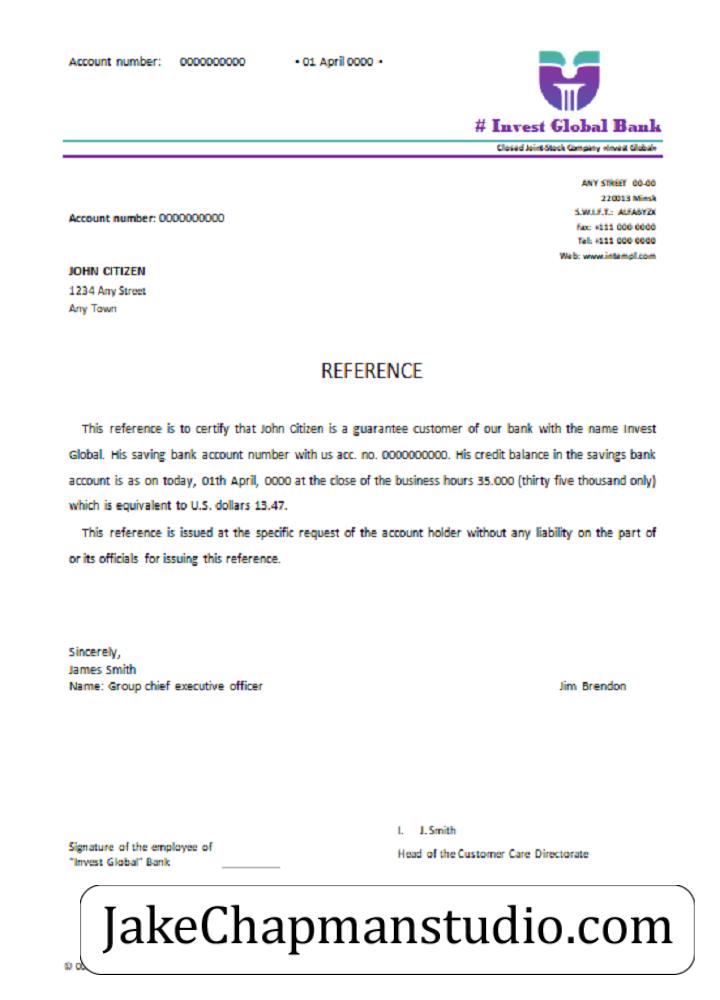 Account number: 0000000000 • 01 April 0000 •
# Invest Global Bank
Closed Joint-Stock Company «Invest Global»
ANY STREET 00-00
220013 Minsk
S.W.I.F.T.: ALFABYZX
Fax: +111 000 0000
Tel: +111 000 0000
Web: www.intempl.com
Account number: 0000000000
JOHN CITIZEN
1234 Any Street
Any Town
REFERENCE
This reference is to certify that John Citizen is a guarantee customer of our bank with the name Invest
Global. His saving bank account number with us acc. no. 0000000000. His credit balance in the savings bank
account is as on today, 01th April, 0000 at the close of the business hours 35.000 (thirty five thousand only)
which is equivalent to U.S. dollars 13.47.
This reference is issued at the specific request of the account holder without any liability on the part of
or its officials for issuing this reference.
Sincerely,
James Smith
Name: Group chief executive officer Jim Brendon
I. J. Smith
Head of the Customer Care Directorate
Signature of the employee of
"Invest Global" Bank
JakeChapmanstudio.com